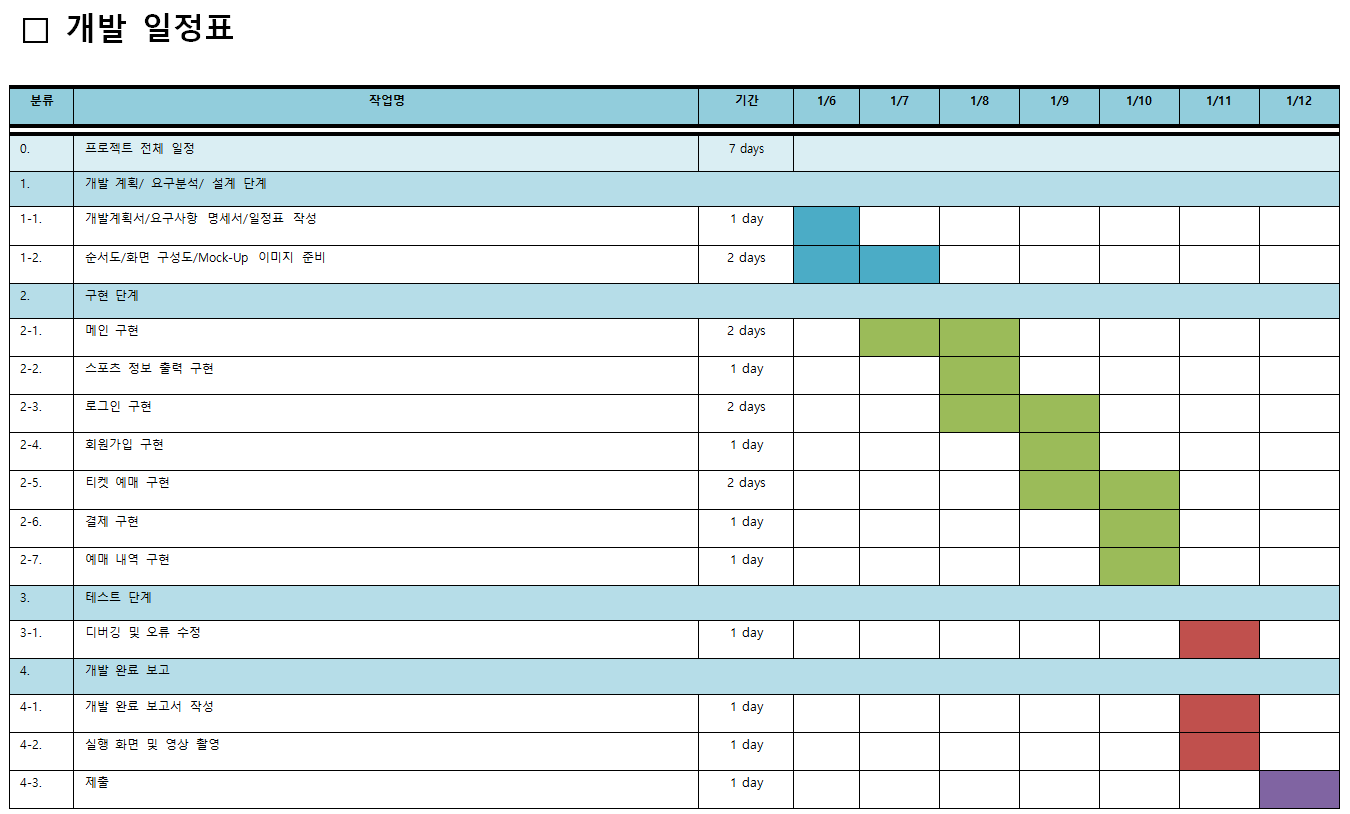 □ 개발 일정표
분류 작업명 기간 1/6 1/7 1/8 1/9 1/10 1/11 1/12
0. 프로젝트 전체 일정 7 days
1. 개발 계획/ 요구분석/ 설계 단계
1-1. 개발계획서/요구사항 명세서/일정표 작성 1 day
1-2. 순서도/화면 구성도/Mock-Up 이미지 준비 2 days
2. 구현 단계
2-1. 메인 구현 2 days
2-2. 스포츠 정보 출력 구현 1 day
2-3. 로그인 구현 2 days
2-4. 회원가입 구현 1 day
2-5. 티켓 예매 구현 2 days
2-6. 결제 구현 1 day
2-7. 예매 내역 구현 1 day
3. 테스트 단계
3-1. 디버깅 및 오류 수정 1 day
4. 개발 완료 보고
4-1. 개발 완료 보고서 작성 1 day
4-2. 실행 화면 및 영상 촬영 1 day
4-3. 제출 1 day